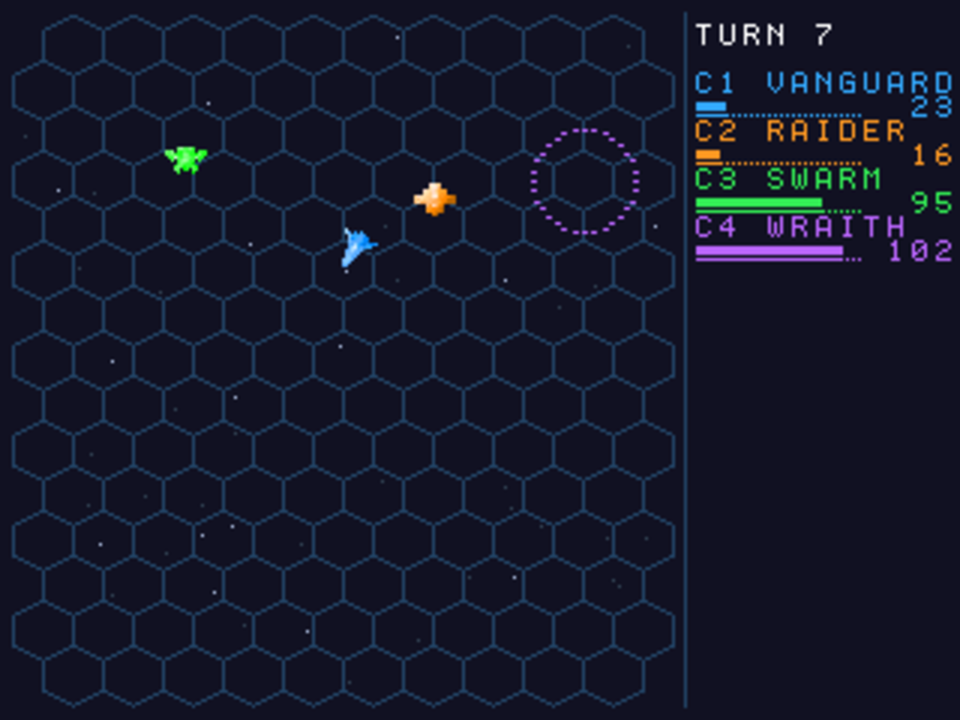 TURN 7
C1 VANGUARD
23
C2 RAIDER
16
C3 SWARM
95
C4 WRAITH
102